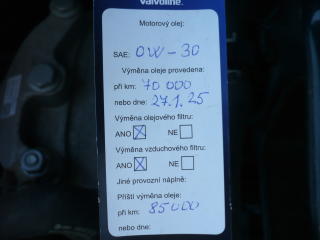 Valvoline.
Motorový olej:
SAE: 0W-30
Výměna oleje provedena:
při km: 70 000
nebo dne: 27.1.25
Výměna olejového filtru:
ANO ☒ NE ☐
Výměna vzduchového filtru:
ANO ☒ NE ☐
Jiné provozní náplně:
Příští výměna oleje:
při km: 85000
nebo dne: